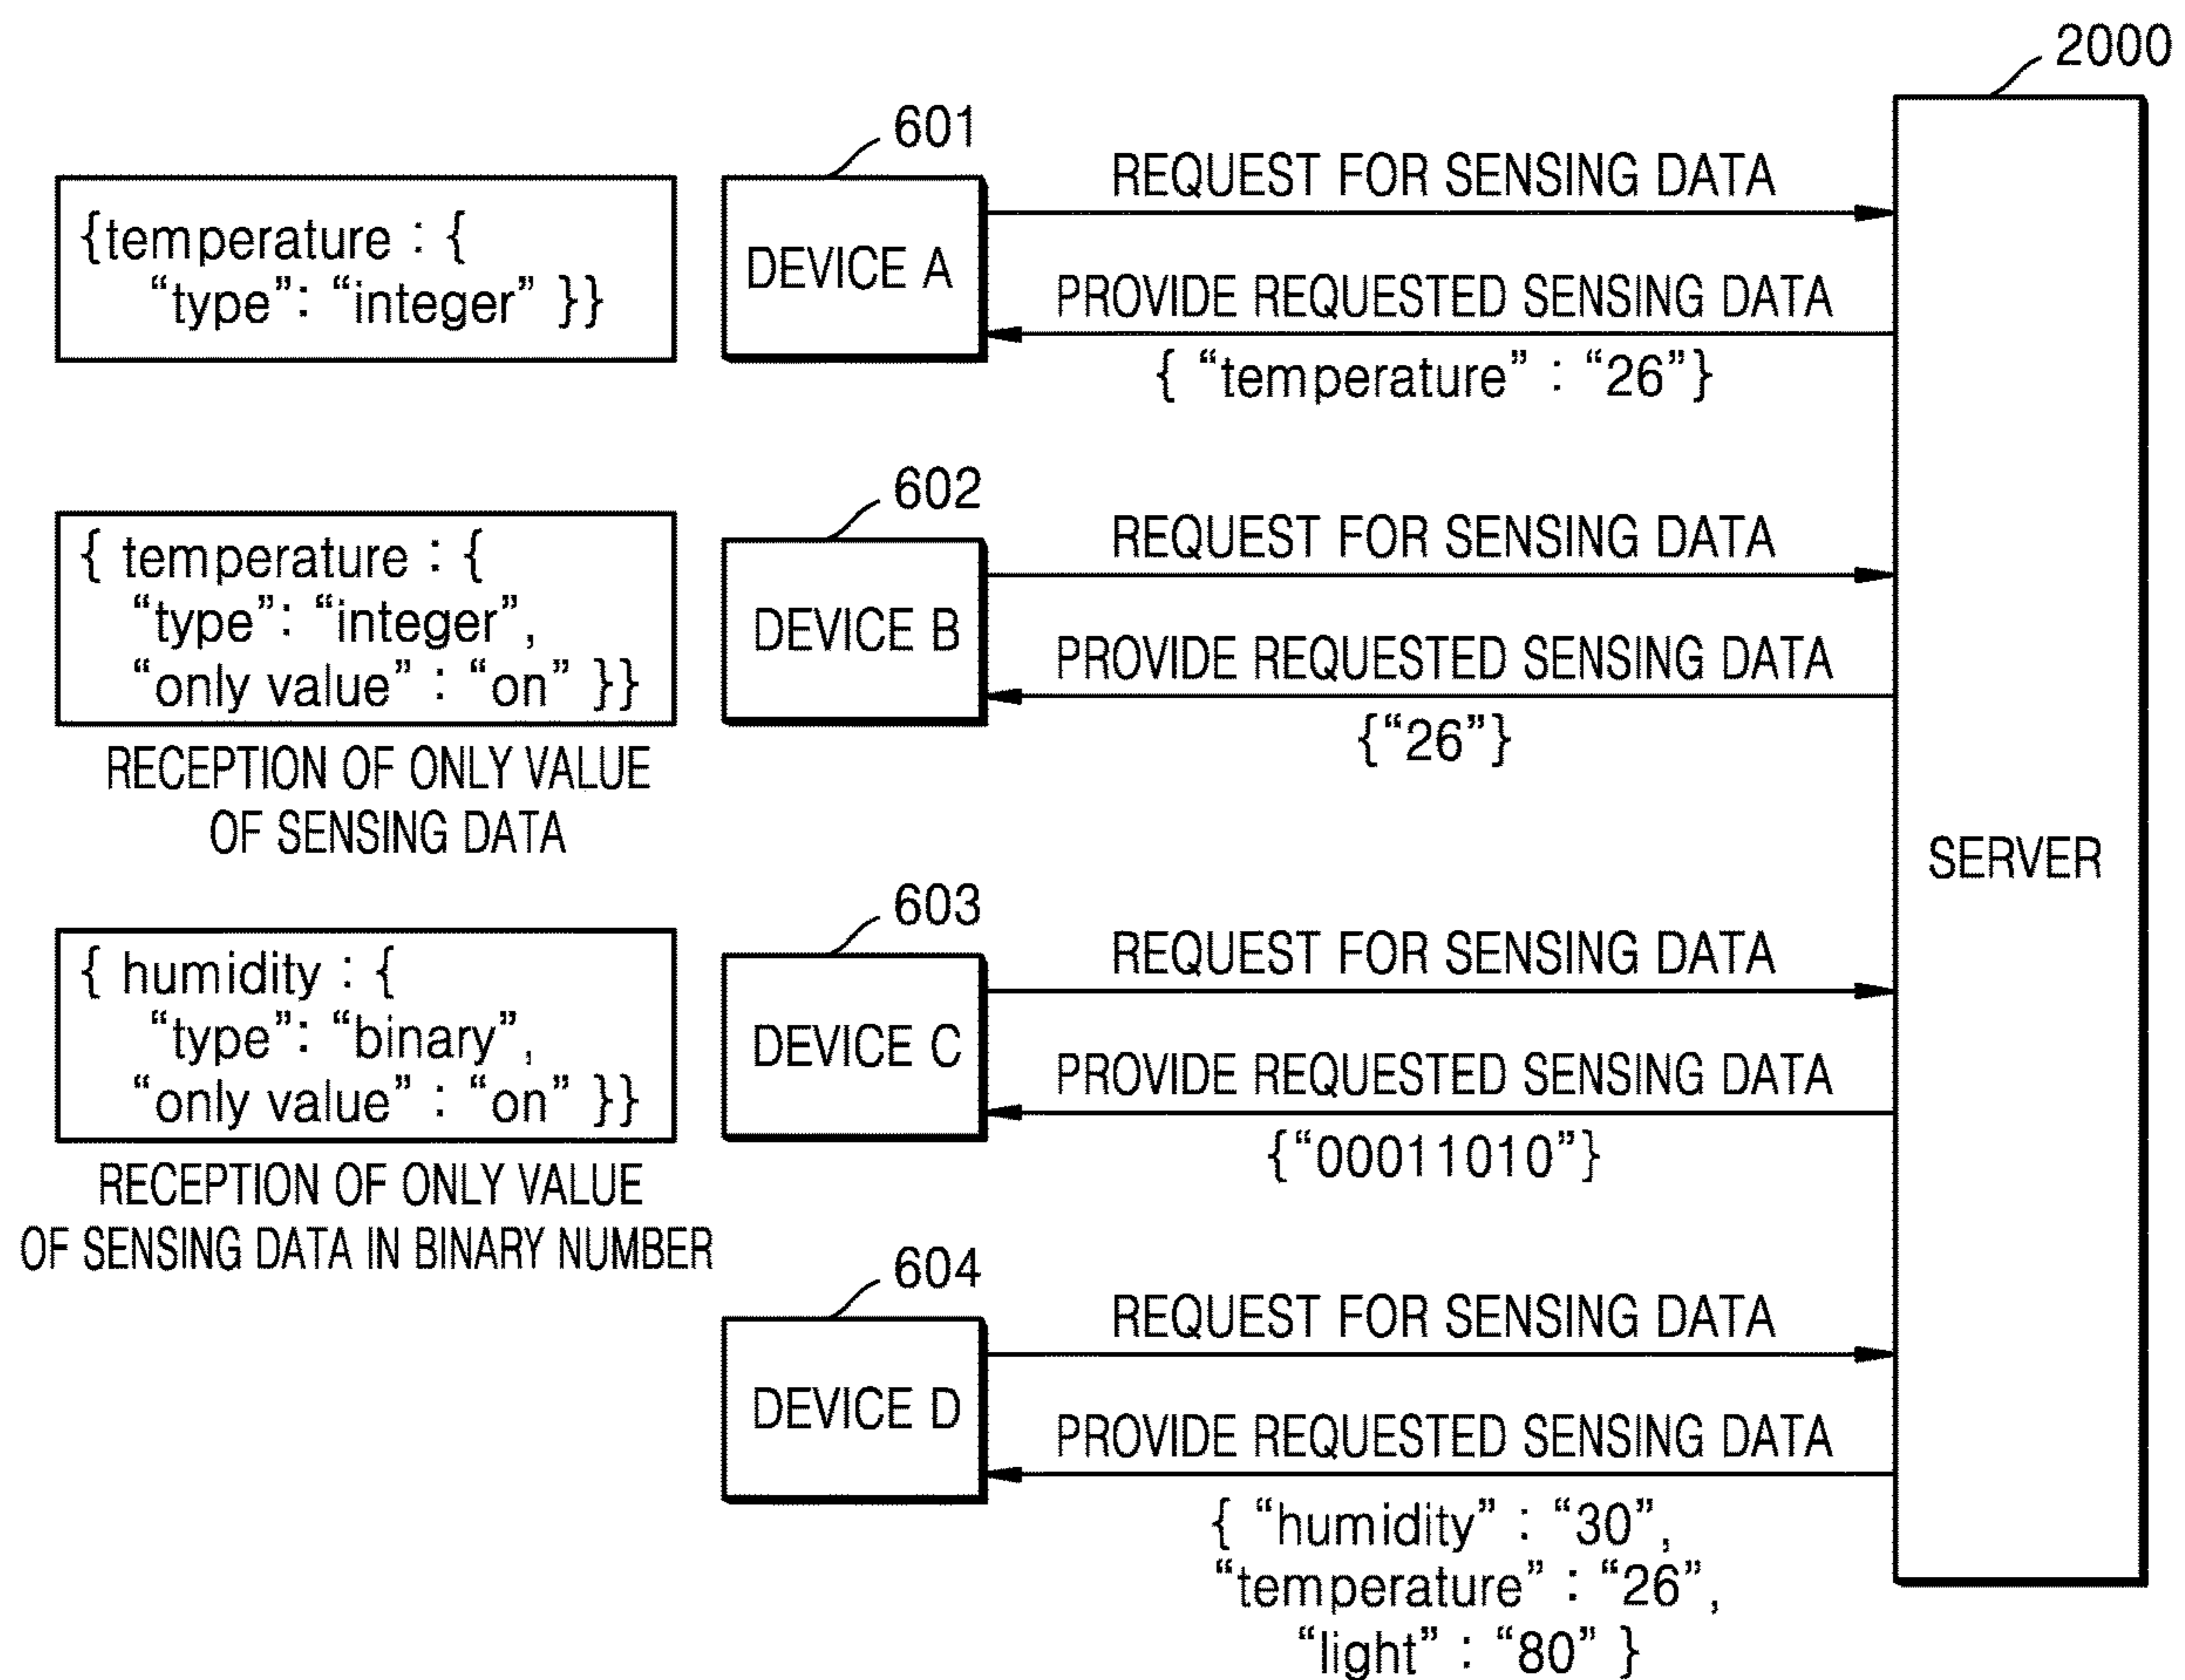 2000
601
{temperature : {
“type”: “integer” }}
DEVICE A
REQUEST FOR SENSING DATA
PROVIDE REQUESTED SENSING DATA
{ “temperature” : “26”}
602
{ temperature : {
“type”: “integer”,
“only value” : “on” }}
RECEPTION OF ONLY VALUE
OF SENSING DATA
DEVICE B
REQUEST FOR SENSING DATA
PROVIDE REQUESTED SENSING DATA
{“26”}
SERVER
603
{ humidity : {
“type”: “binary”,
“only value” : “on” }}
RECEPTION OF ONLY VALUE
OF SENSING DATA IN BINARY NUMBER
DEVICE C
REQUEST FOR SENSING DATA
PROVIDE REQUESTED SENSING DATA
{“00011010”}
604
DEVICE D
REQUEST FOR SENSING DATA
PROVIDE REQUESTED SENSING DATA
{ “humidity” : “30”,
“temperature” : “26”,
“light” : “80” }